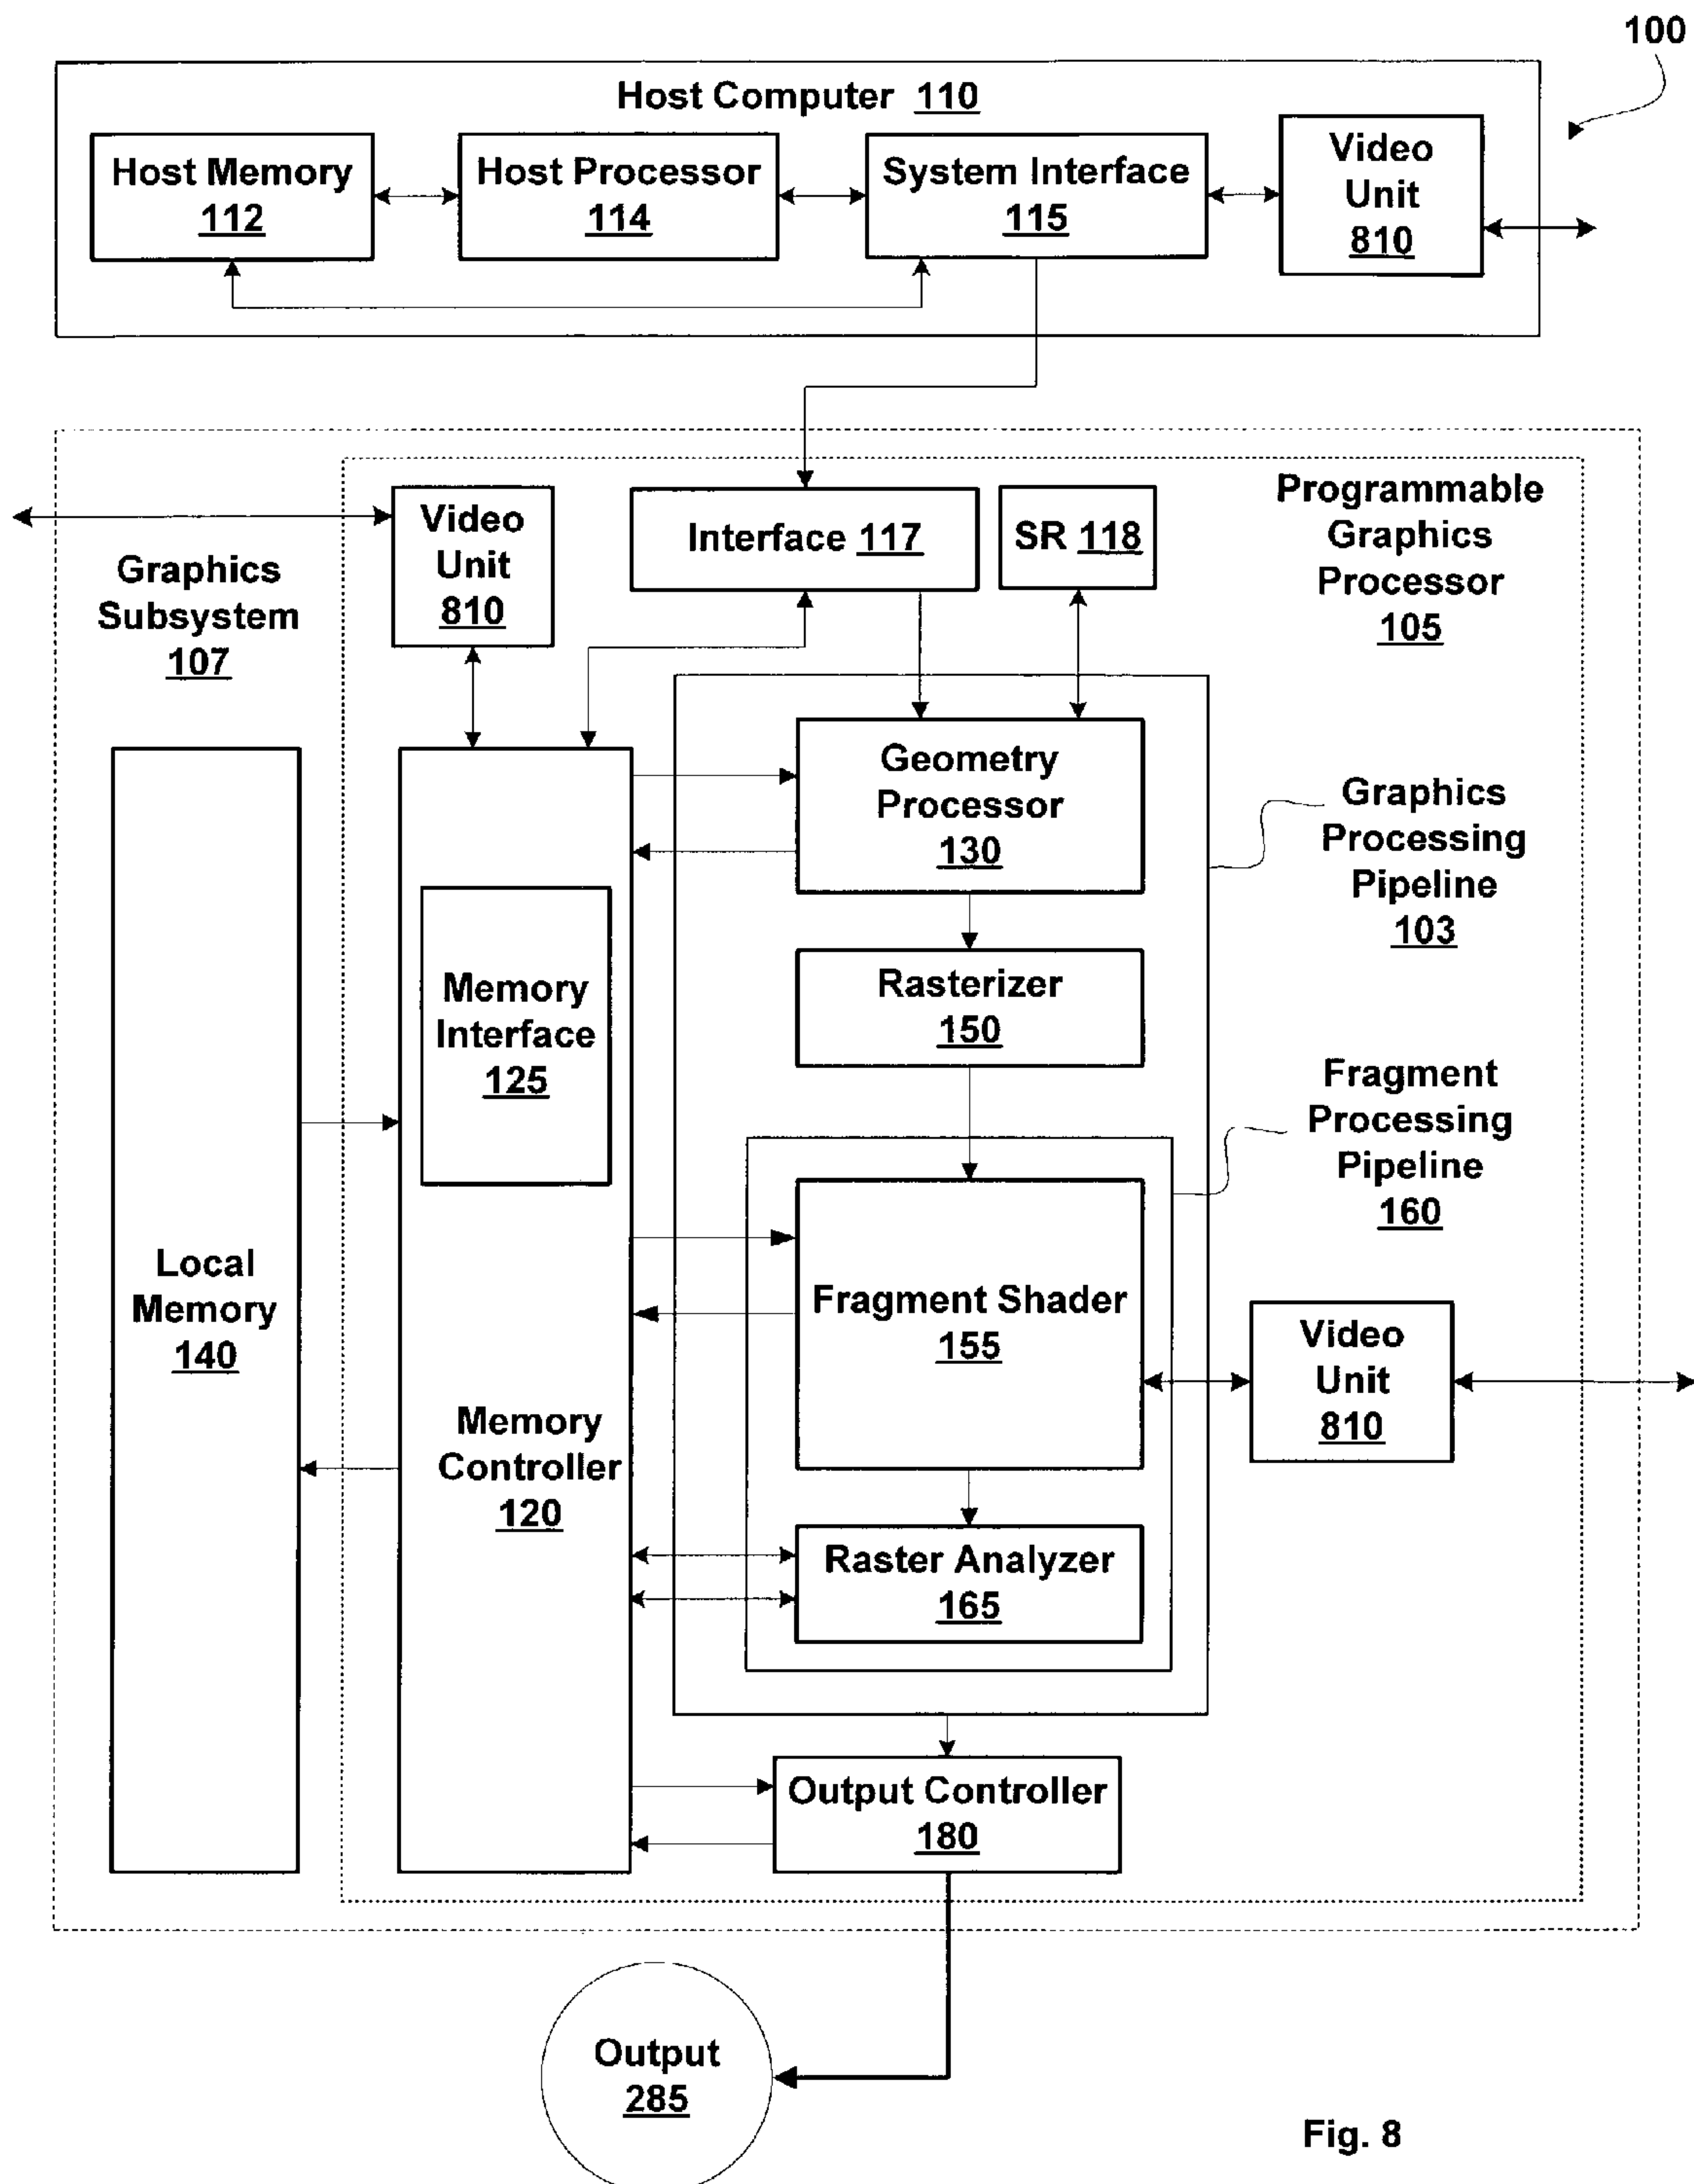 100
Host Computer 110
Host Memory
112
Host Processor
114
System Interface
115
Video
Unit
810
Graphics
Subsystem
107
Video
Unit
810
Interface 117
SR 118
Programmable
Graphics
Processor
105
Geometry
Processor
130
Graphics
Processing
Pipeline
103
Memory
Interface
125
Rasterizer
150
Fragment
Processing
Pipeline
160
Local
Memory
140
Fragment Shader
155
Video
Unit
810
Memory
Controller
120
Raster Analyzer
165
Output Controller
180
Output
285
Fig. 8